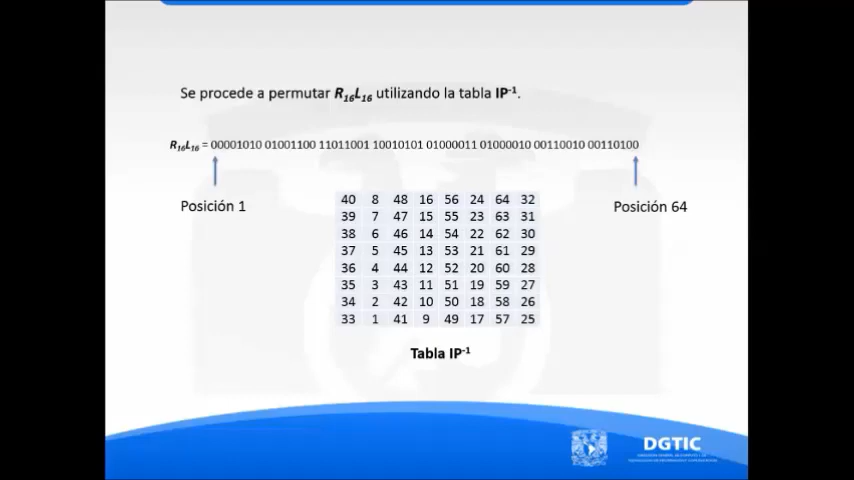 Se procede a permutar R16L16 utilizando la tabla IP-1.
R16L16 = 00001010 01001100 11011001 10010101 01000011 01000010 00110010 00110100
Posición 1
Posición 64
40 8 48 16 56 24 64 32
39 7 47 15 55 23 63 31
38 6 46 14 54 22 62 30
37 5 45 13 53 21 61 29
36 4 44 12 52 20 60 28
35 3 43 11 51 19 59 27
34 2 42 10 50 18 58 26
33 1 41 9 49 17 57 25
Tabla IP-1
DGTIC